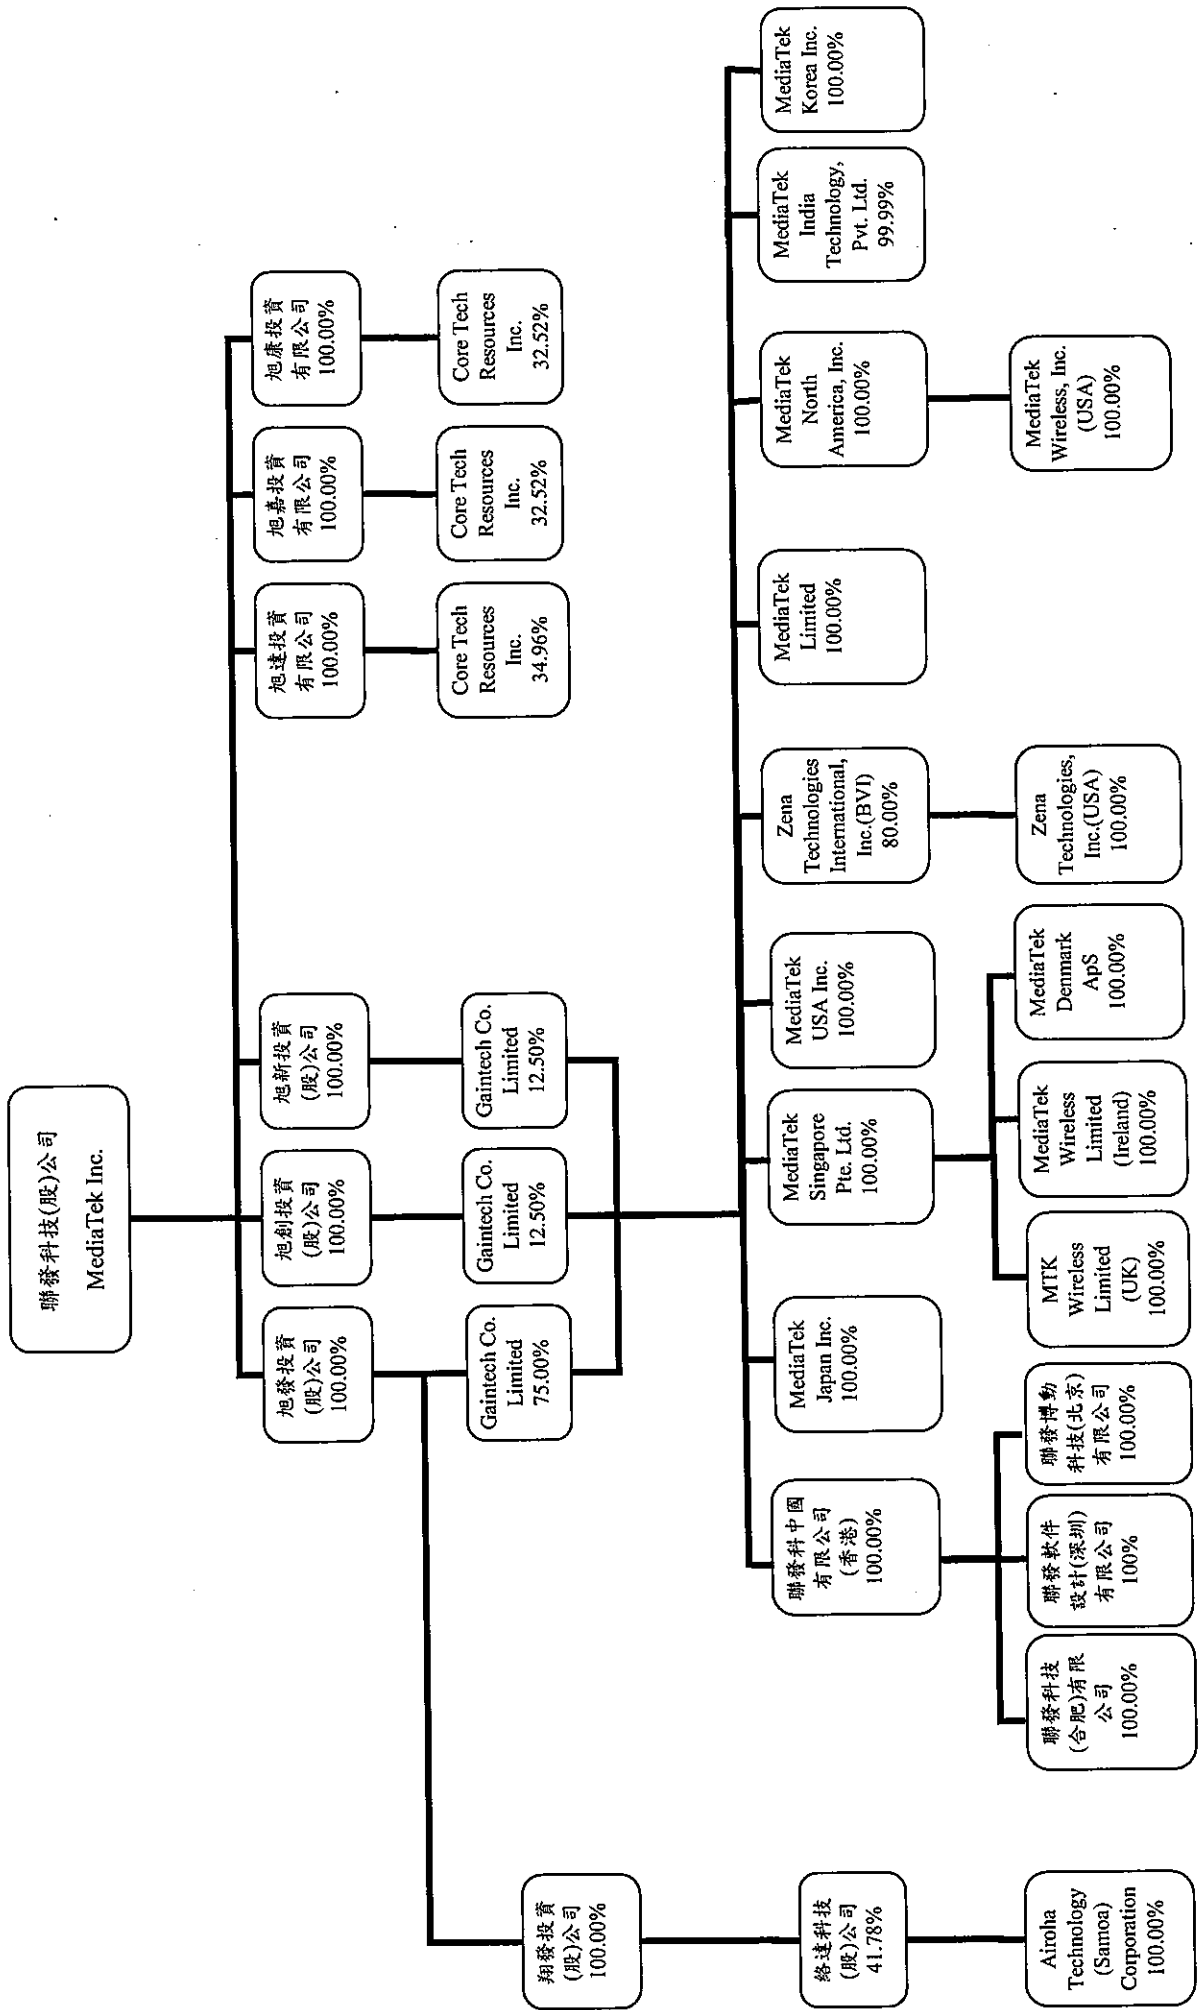 聯發科技(股)公司
MediaTek Inc.
旭發投資
(股)公司
100.00%
旭創投資
(股)公司
100.00%
旭新投資
(股)公司
100.00%
旭達投資
有限公司
100.00%
旭嘉投資
有限公司
100.00%
旭康投資
有限公司
100.00%
Gaintech Co.
Limited
75.00%
Gaintech Co.
Limited
12.50%
Gaintech Co.
Limited
12.50%
Core Tech
Resources
Inc.
34.96%
Core Tech
Resources
Inc.
32.52%
Core Tech
Resources
Inc.
32.52%
翔發投資
(股)公司
100.00%
絡達科技
(股)公司
41.78%
聯發科中國
有限公司
(香港)
100.00%
MediaTek
Japan Inc.
100.00%
MediaTek
Singapore
Pte. Ltd.
100.00%
MediaTek
USA Inc.
100.00%
Zena
Technologies
International,
Inc.(BVI)
80.00%
MediaTek
Limited
100.00%
MediaTek
North
America, Inc.
100.00%
MediaTek
India
Technology,
Pvt. Ltd.
99.99%
MediaTek
Korea Inc.
100.00%
Airoha
Technology
(Samoa)
Corporation
100.00%
聯發科技
(合肥)有限
公司
100.00%
聯發軟件
設計(深圳)
有限公司
100%
聯發博動
科技(北京)
有限公司
100.00%
MTK
Wireless
Limited
(UK)
100.00%
MediaTek
Wireless
Limited
(Ireland)
100.00%
MediaTek
Denmark
ApS
100.00%
Zena
Technologies,
Inc.(USA)
100.00%
MediaTek
Wireless, Inc.
(USA)
100.00%